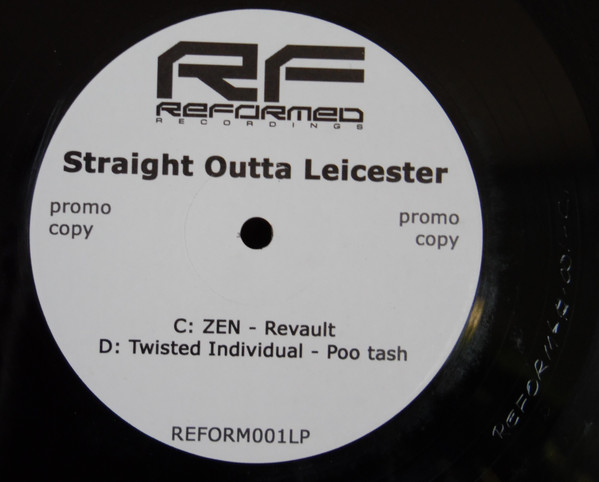 RF
REFORMED
RECORDINGS
Straight Outta Leicester
promo
copy
promo
copy
C: ZEN - Revault
D: Twisted Individual - Poo tash
REFORM001LP